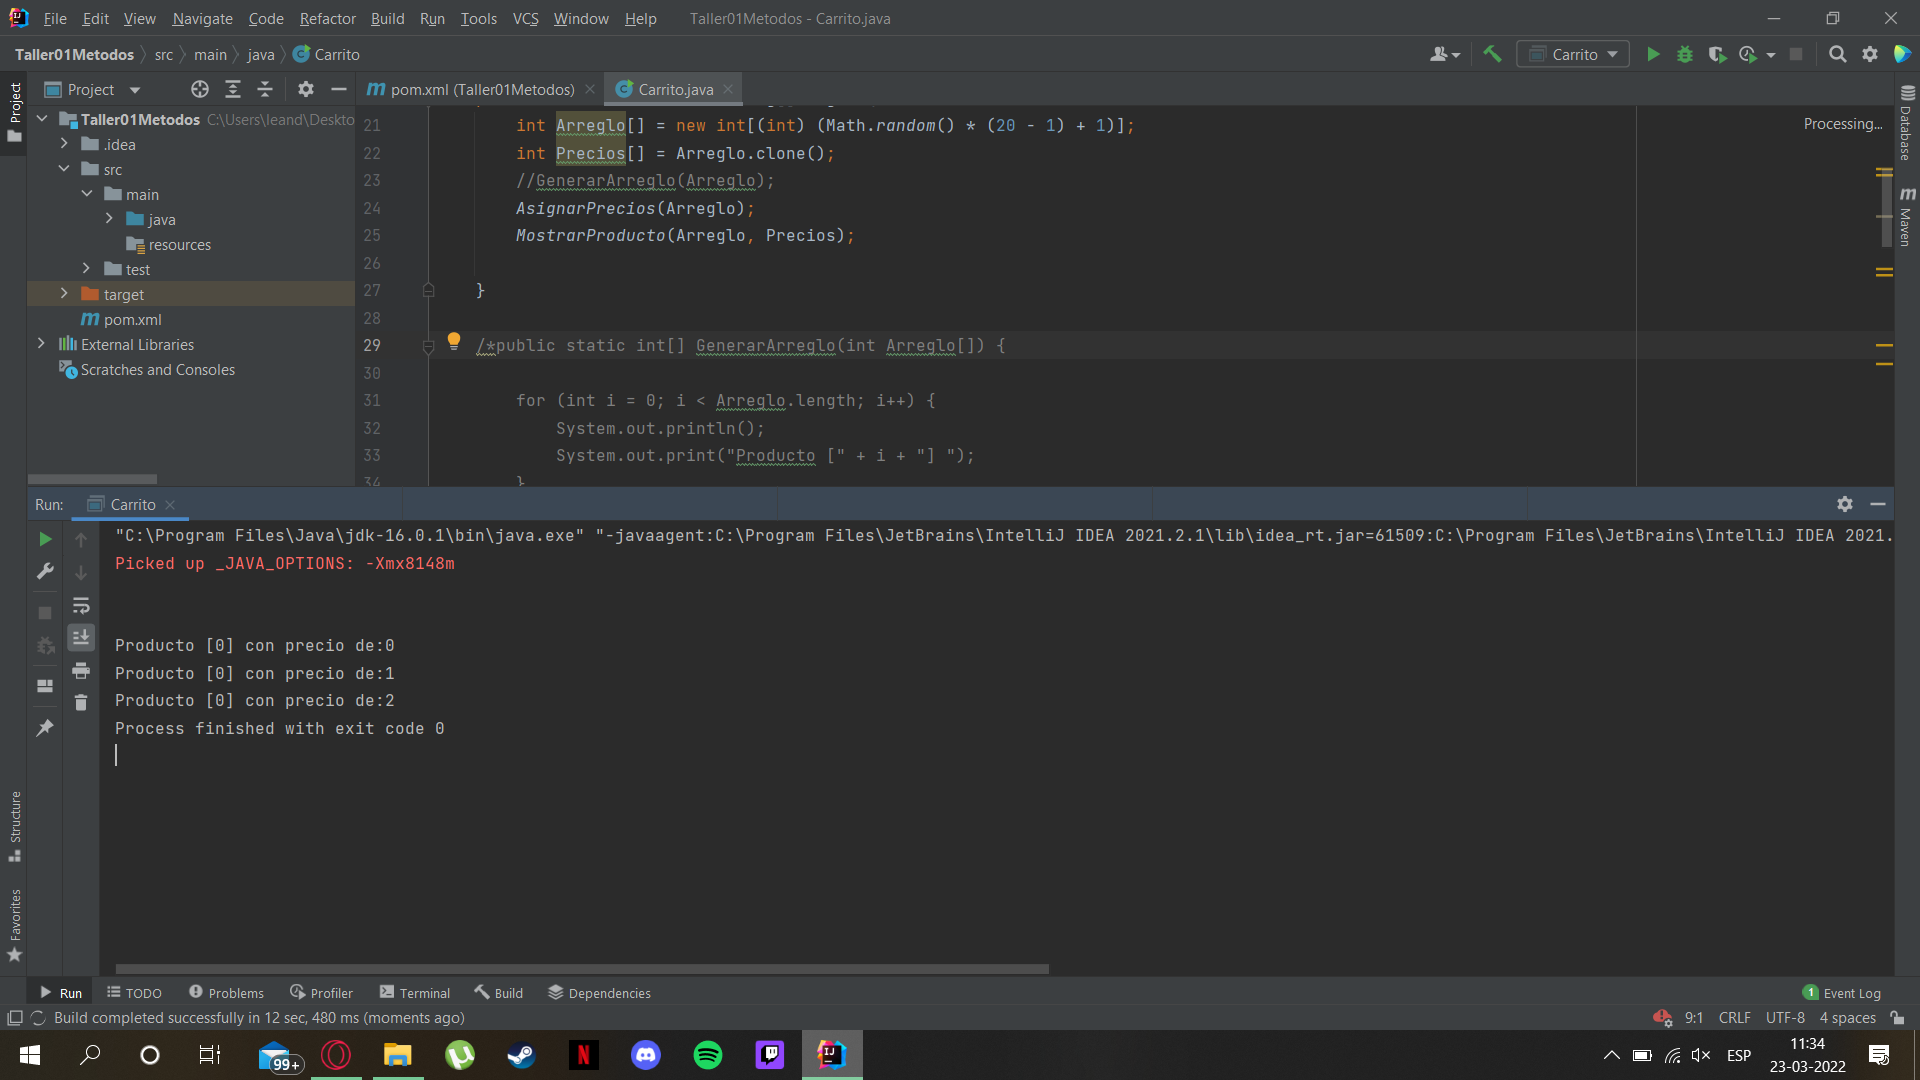 File Edit View Navigate Code Refactor Build Run Tools VCS Window Help Taller01Metodos - Carrito.java
Taller01Metodos src main java Carrito
Carrito
Project
pom.xml (Taller01Metodos)
Carrito.java
Project
Taller01Metodos C:\Users\leand\Deskto
.idea
src
main
java
resources
test
target
pom.xml
External Libraries
Scratches and Consoles
21 int Arreglo[] = new int[(int) (Math.random() * (20 - 1) + 1)];
22 int Precios[] = Arreglo.clone();
23 //GenerarArreglo(Arreglo);
24 AsignarPrecios(Arreglo);
25 MostrarProducto(Arreglo, Precios);
26
27 }
28
29 /*public static int[] GenerarArreglo(int Arreglo[]) {
30
31 for (int i = 0; i < Arreglo.length; i++) {
32 System.out.println();
33 System.out.print("Producto [" + i + "] ");
34 }
Processing...
Database
Maven
Run: Carrito
"C:\Program Files\Java\jdk-16.0.1\bin\java.exe" "-javaagent:C:\Program Files\JetBrains\IntelliJ IDEA 2021.2.1\lib\idea_rt.jar=61509:C:\Program Files\JetBrains\IntelliJ IDEA 2021.
Picked up _JAVA_OPTIONS: -Xmx8148m
Producto [0] con precio de:0
Producto [0] con precio de:1
Producto [0] con precio de:2
Process finished with exit code 0
Structure
Favorites
Run TODO Problems Profiler Terminal Build Dependencies 1 Event Log
Build completed successfully in 12 sec, 480 ms (moments ago) 9:1 CRLF UTF-8 4 spaces
99+
ESP
11:34
23-03-2022